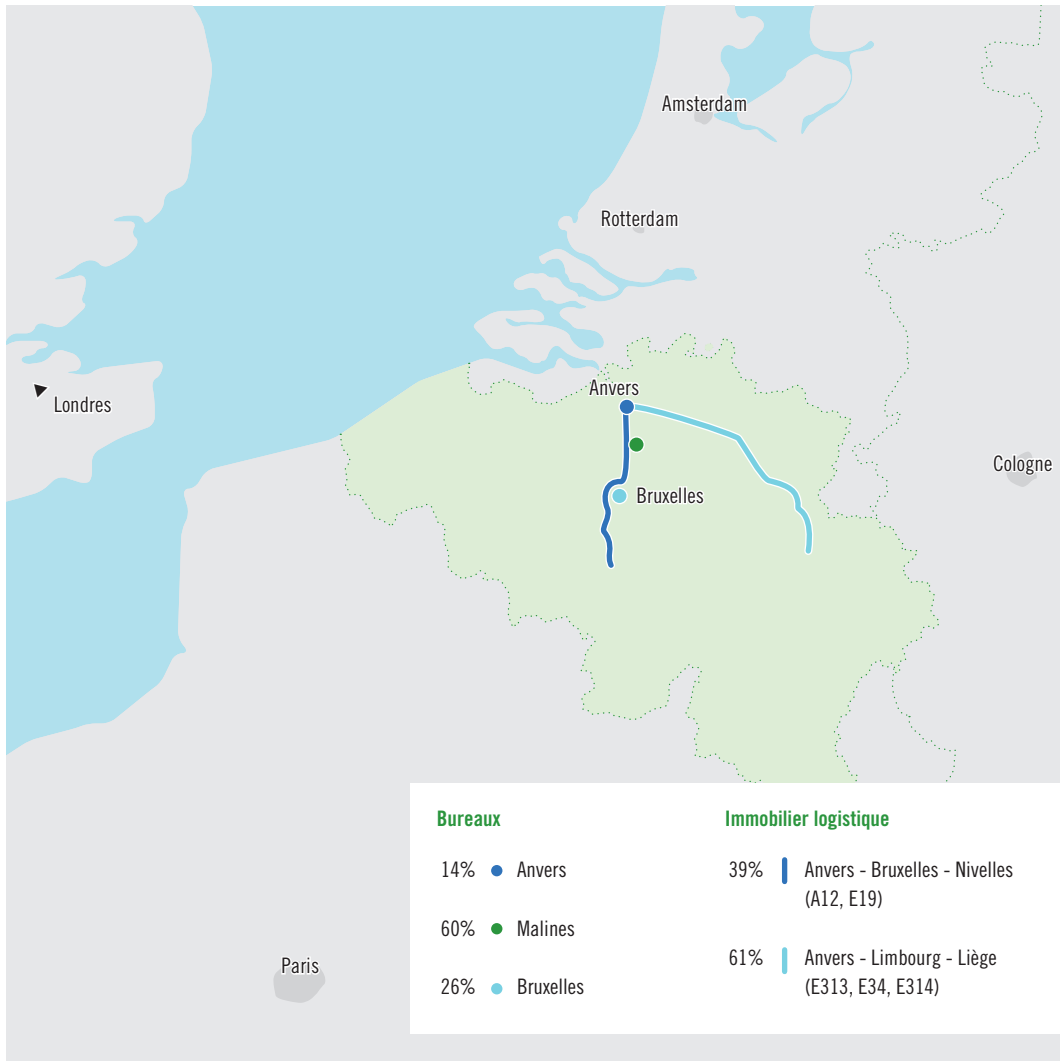 Amsterdam
Rotterdam
Anvers
Londres
Cologne
Bruxelles
Paris
Bureaux
14% Anvers
60% Malines
26% Bruxelles
Immobilier logistique
39% Anvers - Bruxelles - Nivelles
(A12, E19)
61% Anvers - Limbourg - Liège
(E313, E34, E314)